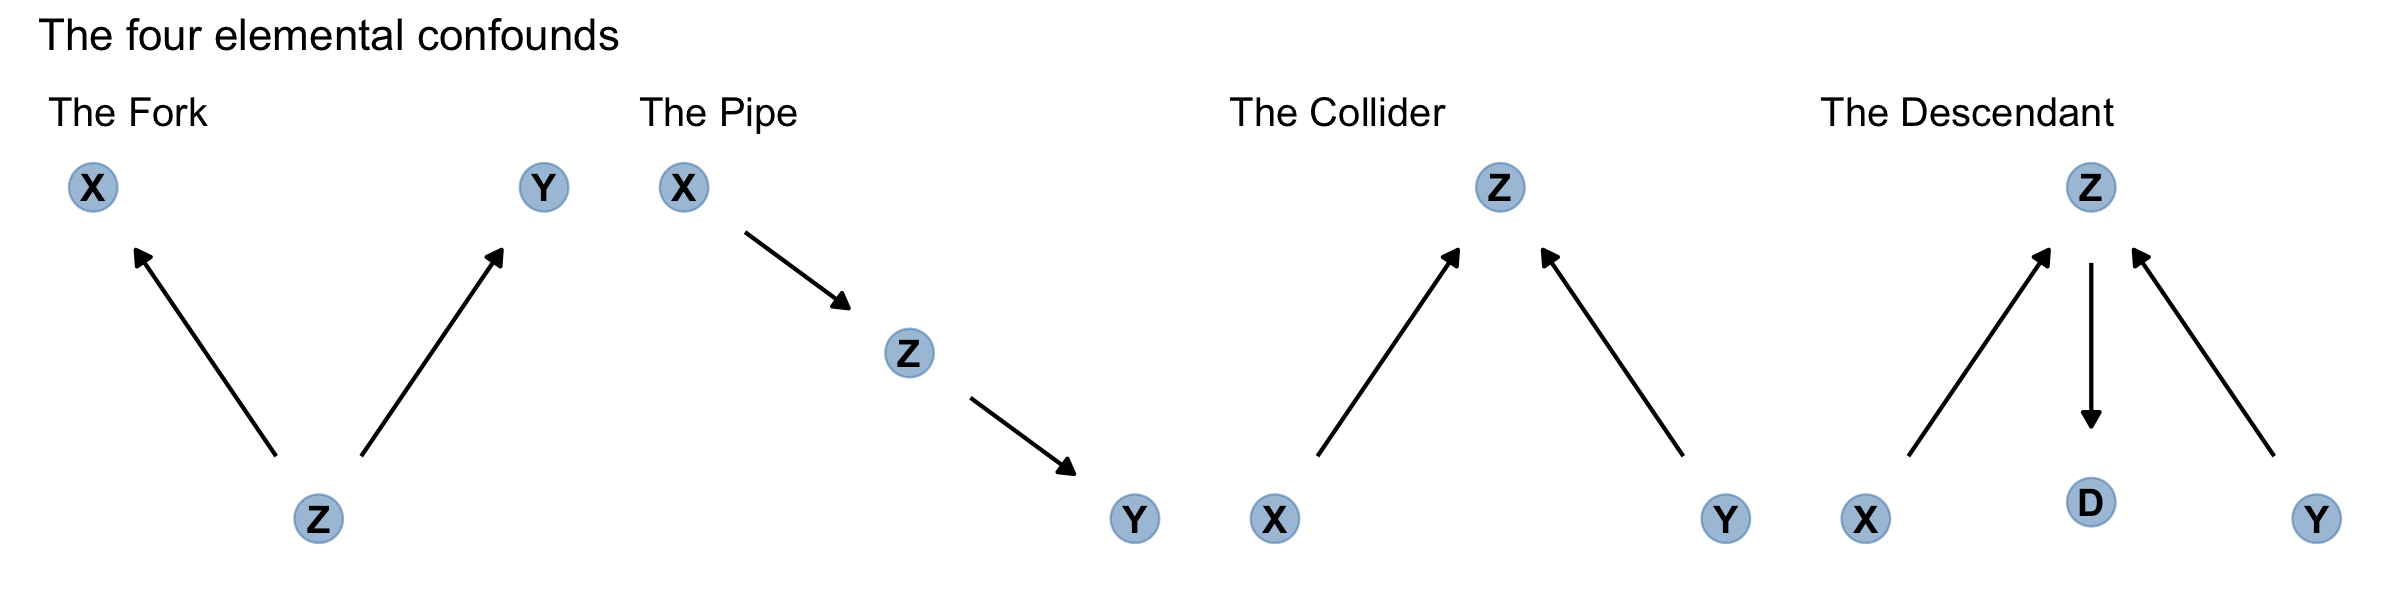 The four elemental confounds
The Fork
X
Y
Z
The Pipe
X
Z
Y
The Collider
Z
X
Y
The Descendant
Z
X
D
Y